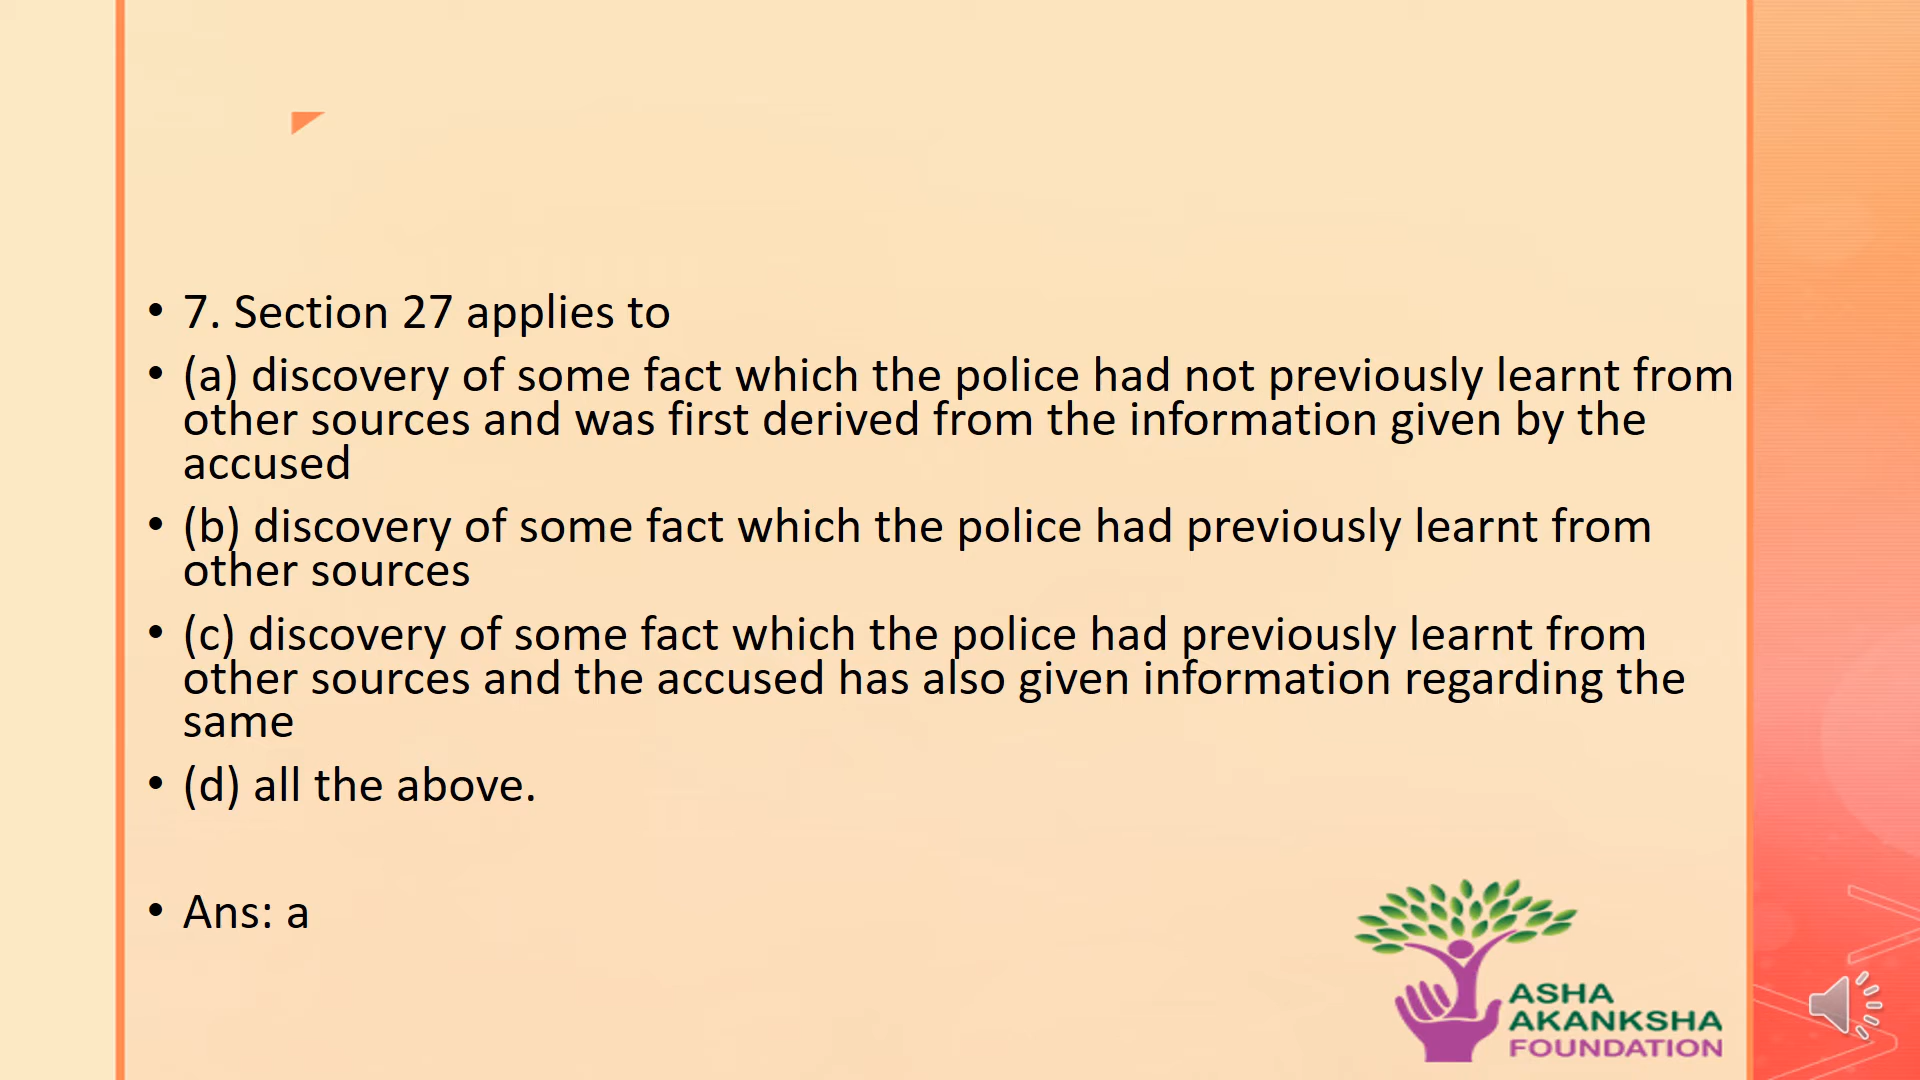 • 7. Section 27 applies to
• (a) discovery of some fact which the police had not previously learnt from
other sources and was first derived from the information given by the
accused
• (b) discovery of some fact which the police had previously learnt from
other sources
• (c) discovery of some fact which the police had previously learnt from
other sources and the accused has also given information regarding the
same
• (d) all the above.
• Ans: a
ASHA
AKANKSHA
FOUNDATION